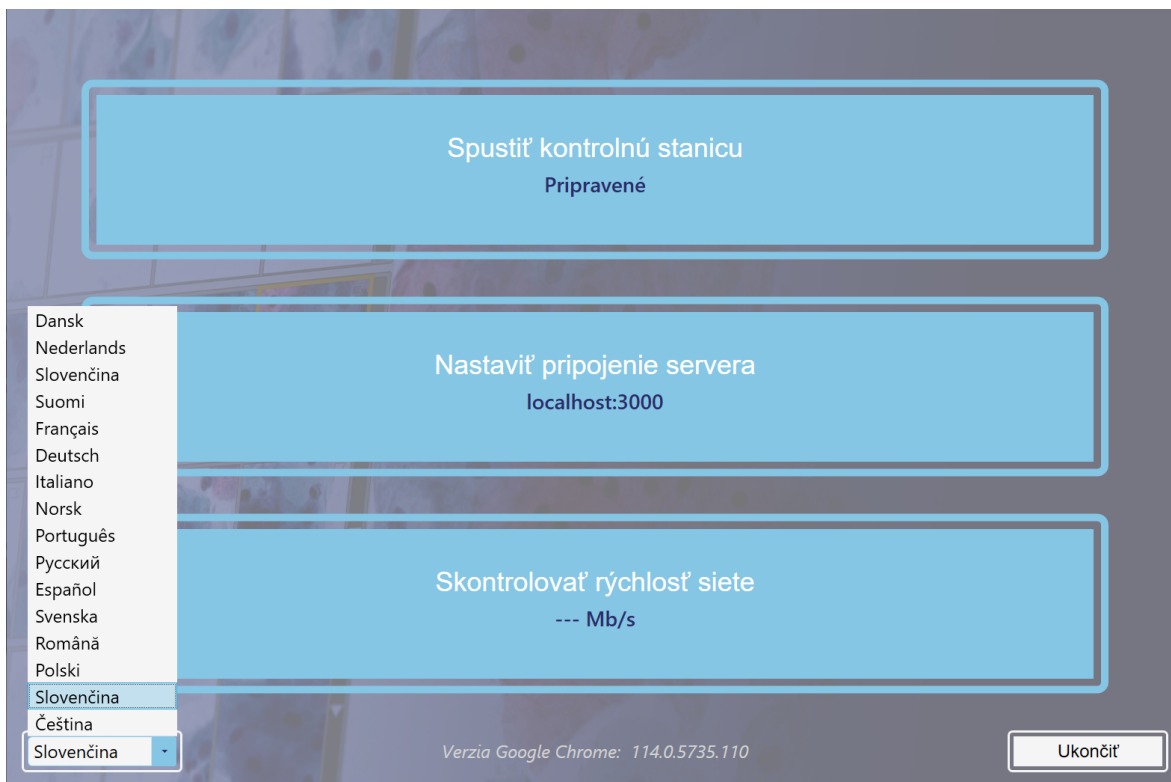 Spustiť kontrolnú stanicu
Pripravené
Nastaviť pripojenie servera
localhost:3000
Skontrolovať rýchlosť siete
--- Mb/s
Dansk
Nederlands
Slovenčina
Suomi
Français
Deutsch
Italiano
Norsk
Português
Русский
Español
Svenska
Română
Polski
Slovenčina
Čeština
Slovenčina
Verzia Google Chrome: 114.0.5735.110
Ukončiť